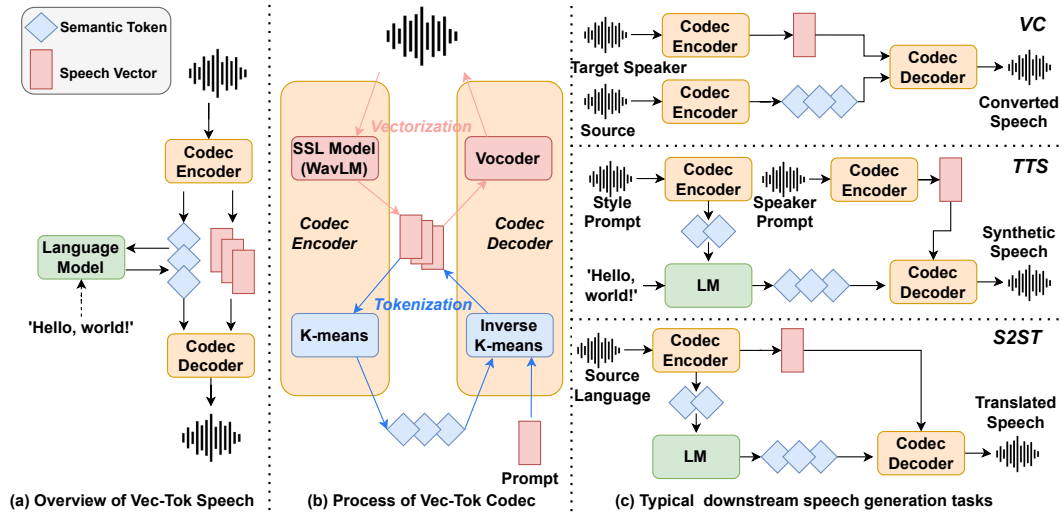 Semantic Token
Speech Vector
Codec
Encoder
Language
Model
'Hello, world!'
Codec
Decoder
(a) Overview of Vec-Tok Speech
Vectorization
SSL Model
(WavLM)
Vocoder
Codec
Encoder
Codec
Decoder
Tokenization
K-means
Inverse
K-means
Prompt
(b) Process of Vec-Tok Codec
VC
Codec
Encoder
Target Speaker
Codec
Encoder
Source
Codec
Decoder
Converted
Speech
TTS
Codec
Encoder
Style
Prompt
Speaker
Prompt
Codec
Encoder
Synthetic
Speech
'Hello,
world!'
LM
Codec
Decoder
S2ST
Codec
Encoder
Source
Language
Translated
Speech
LM
Codec
Decoder
(c) Typical downstream speech generation tasks